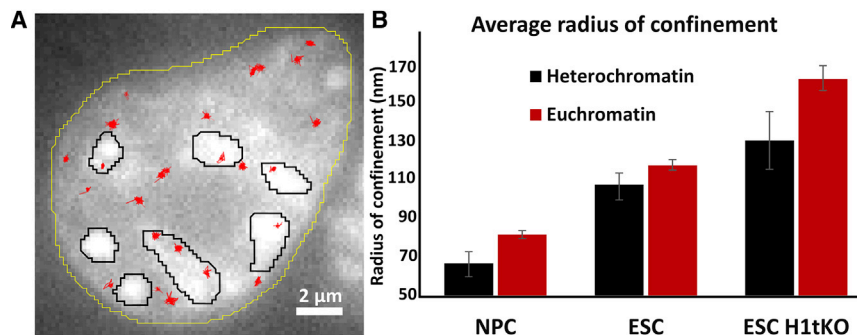 A
2 μm
B
Average radius of confinement
Radius of confinement (nm)
170
150
130
110
90
70
50
Heterochromatin
Euchromatin
NPC
ESC
ESC H1tKO